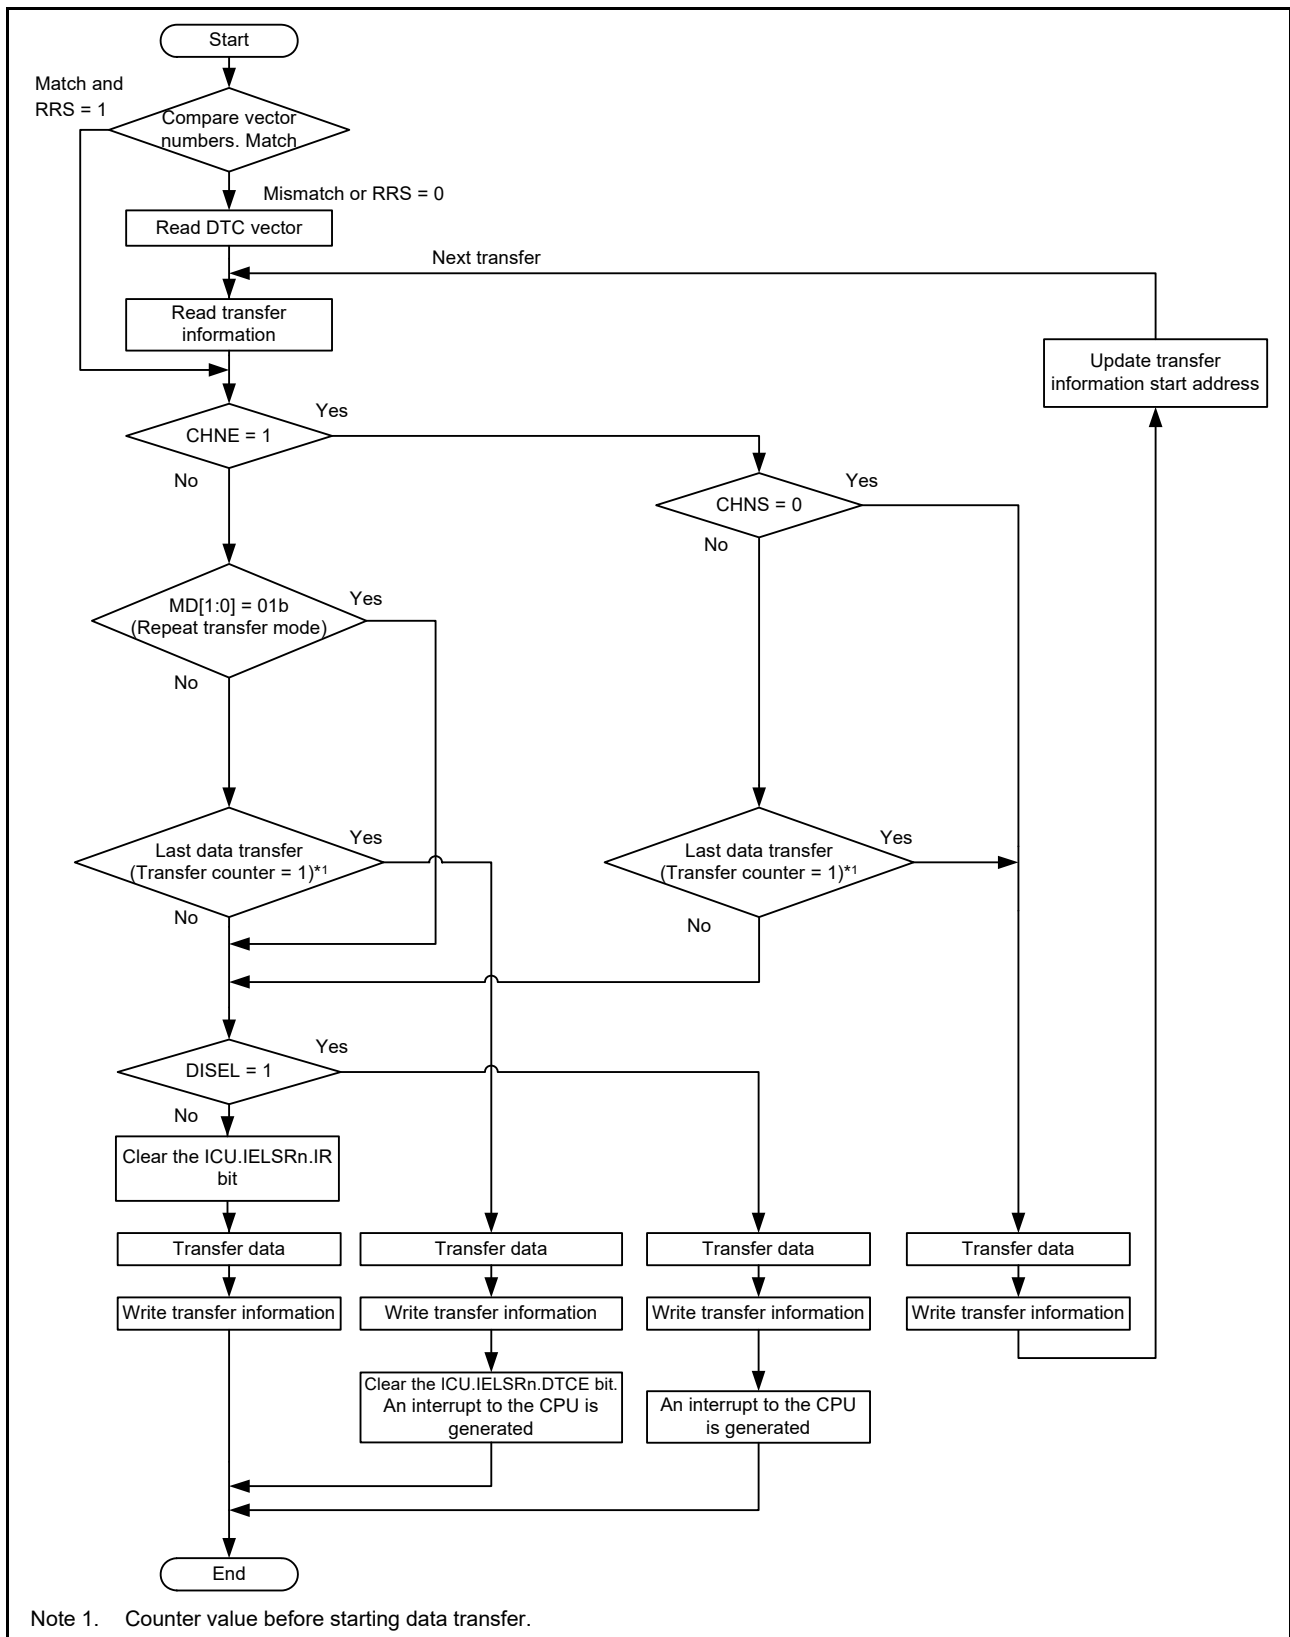 Start
Match and
RRS = 1
Compare vector
numbers. Match
Mismatch or RRS = 0
Read DTC vector
Next transfer
Read transfer
information
Update transfer
information start address
Yes
CHNE = 1
No
Yes
CHNS = 0
No
MD[1:0] = 01b
(Repeat transfer mode)
Yes
No
Last data transfer
(Transfer counter = 1)*1
Yes
No
Last data transfer
(Transfer counter = 1)*1
Yes
No
DISEL = 1
Yes
No
Clear the ICU.IELSRn.IR
bit
Transfer data
Transfer data
Transfer data
Transfer data
Write transfer information
Write transfer information
Write transfer information
Write transfer information
Clear the ICU.IELSRn.DTCE bit.
An interrupt to the CPU is
generated
An interrupt to the CPU
is generated
End
Note 1. Counter value before starting data transfer.